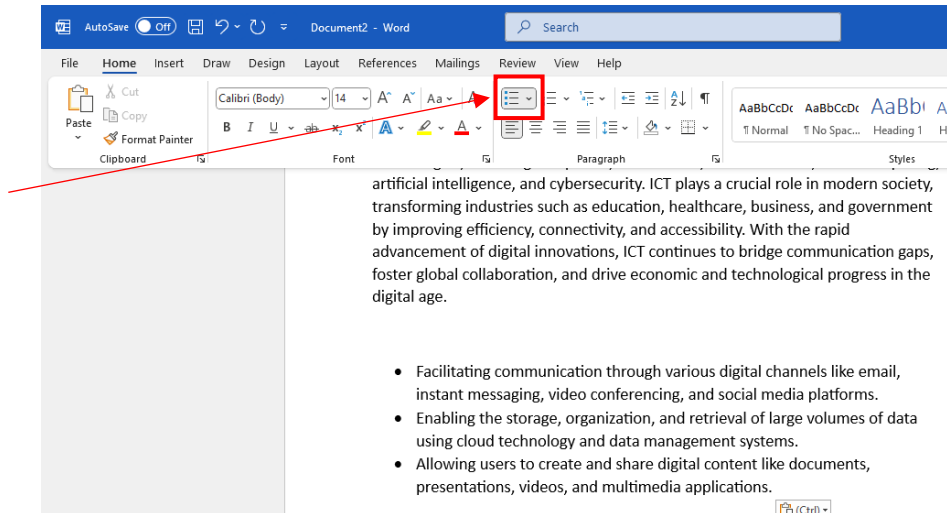 AutoSave Off Document2 - Word Search
File Home Insert Draw Design Layout References Mailings Review View Help
Cut
Calibri (Body) 14 A A Aa
AaBbCcDc AaBbCcDc AaBb
Paste Copy
Format Painter
B I U ab x x² A A
¶ Normal ¶ No Spac... Heading 1
Clipboard Font Paragraph Styles
artificial intelligence, and cybersecurity. ICT plays a crucial role in modern society,
transforming industries such as education, healthcare, business, and government
by improving efficiency, connectivity, and accessibility. With the rapid
advancement of digital innovations, ICT continues to bridge communication gaps,
foster global collaboration, and drive economic and technological progress in the
digital age.
• Facilitating communication through various digital channels like email,
instant messaging, video conferencing, and social media platforms.
• Enabling the storage, organization, and retrieval of large volumes of data
using cloud technology and data management systems.
• Allowing users to create and share digital content like documents,
presentations, videos, and multimedia applications.
(Ctrl)